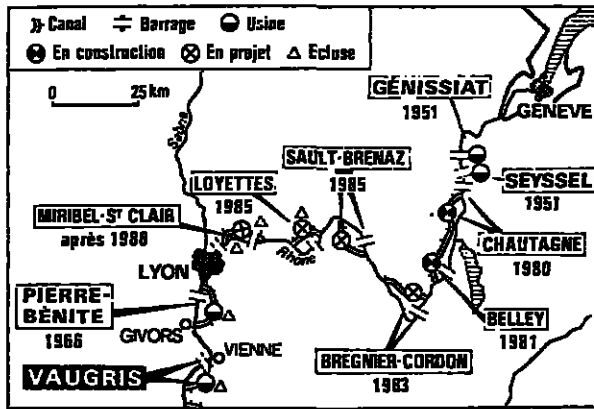 Canal Barrage Usine
En construction En projet Ecluse
0 25 km
Saône
GÉNISSIAT
1951
GENÈVE
SAULT-BRENAZ
1985
SEYSSEL
1951
LOYETTES
1985
MIRIBEL-ST CLAIR
après 1988
Rhône
CHAUTAGNE
1980
LYON
PIERRE-
BÉNITE
1966
BELLEY
1981
GIVORS
VIENNE
BREGNIER-CORDON
1983
VAUGRIS